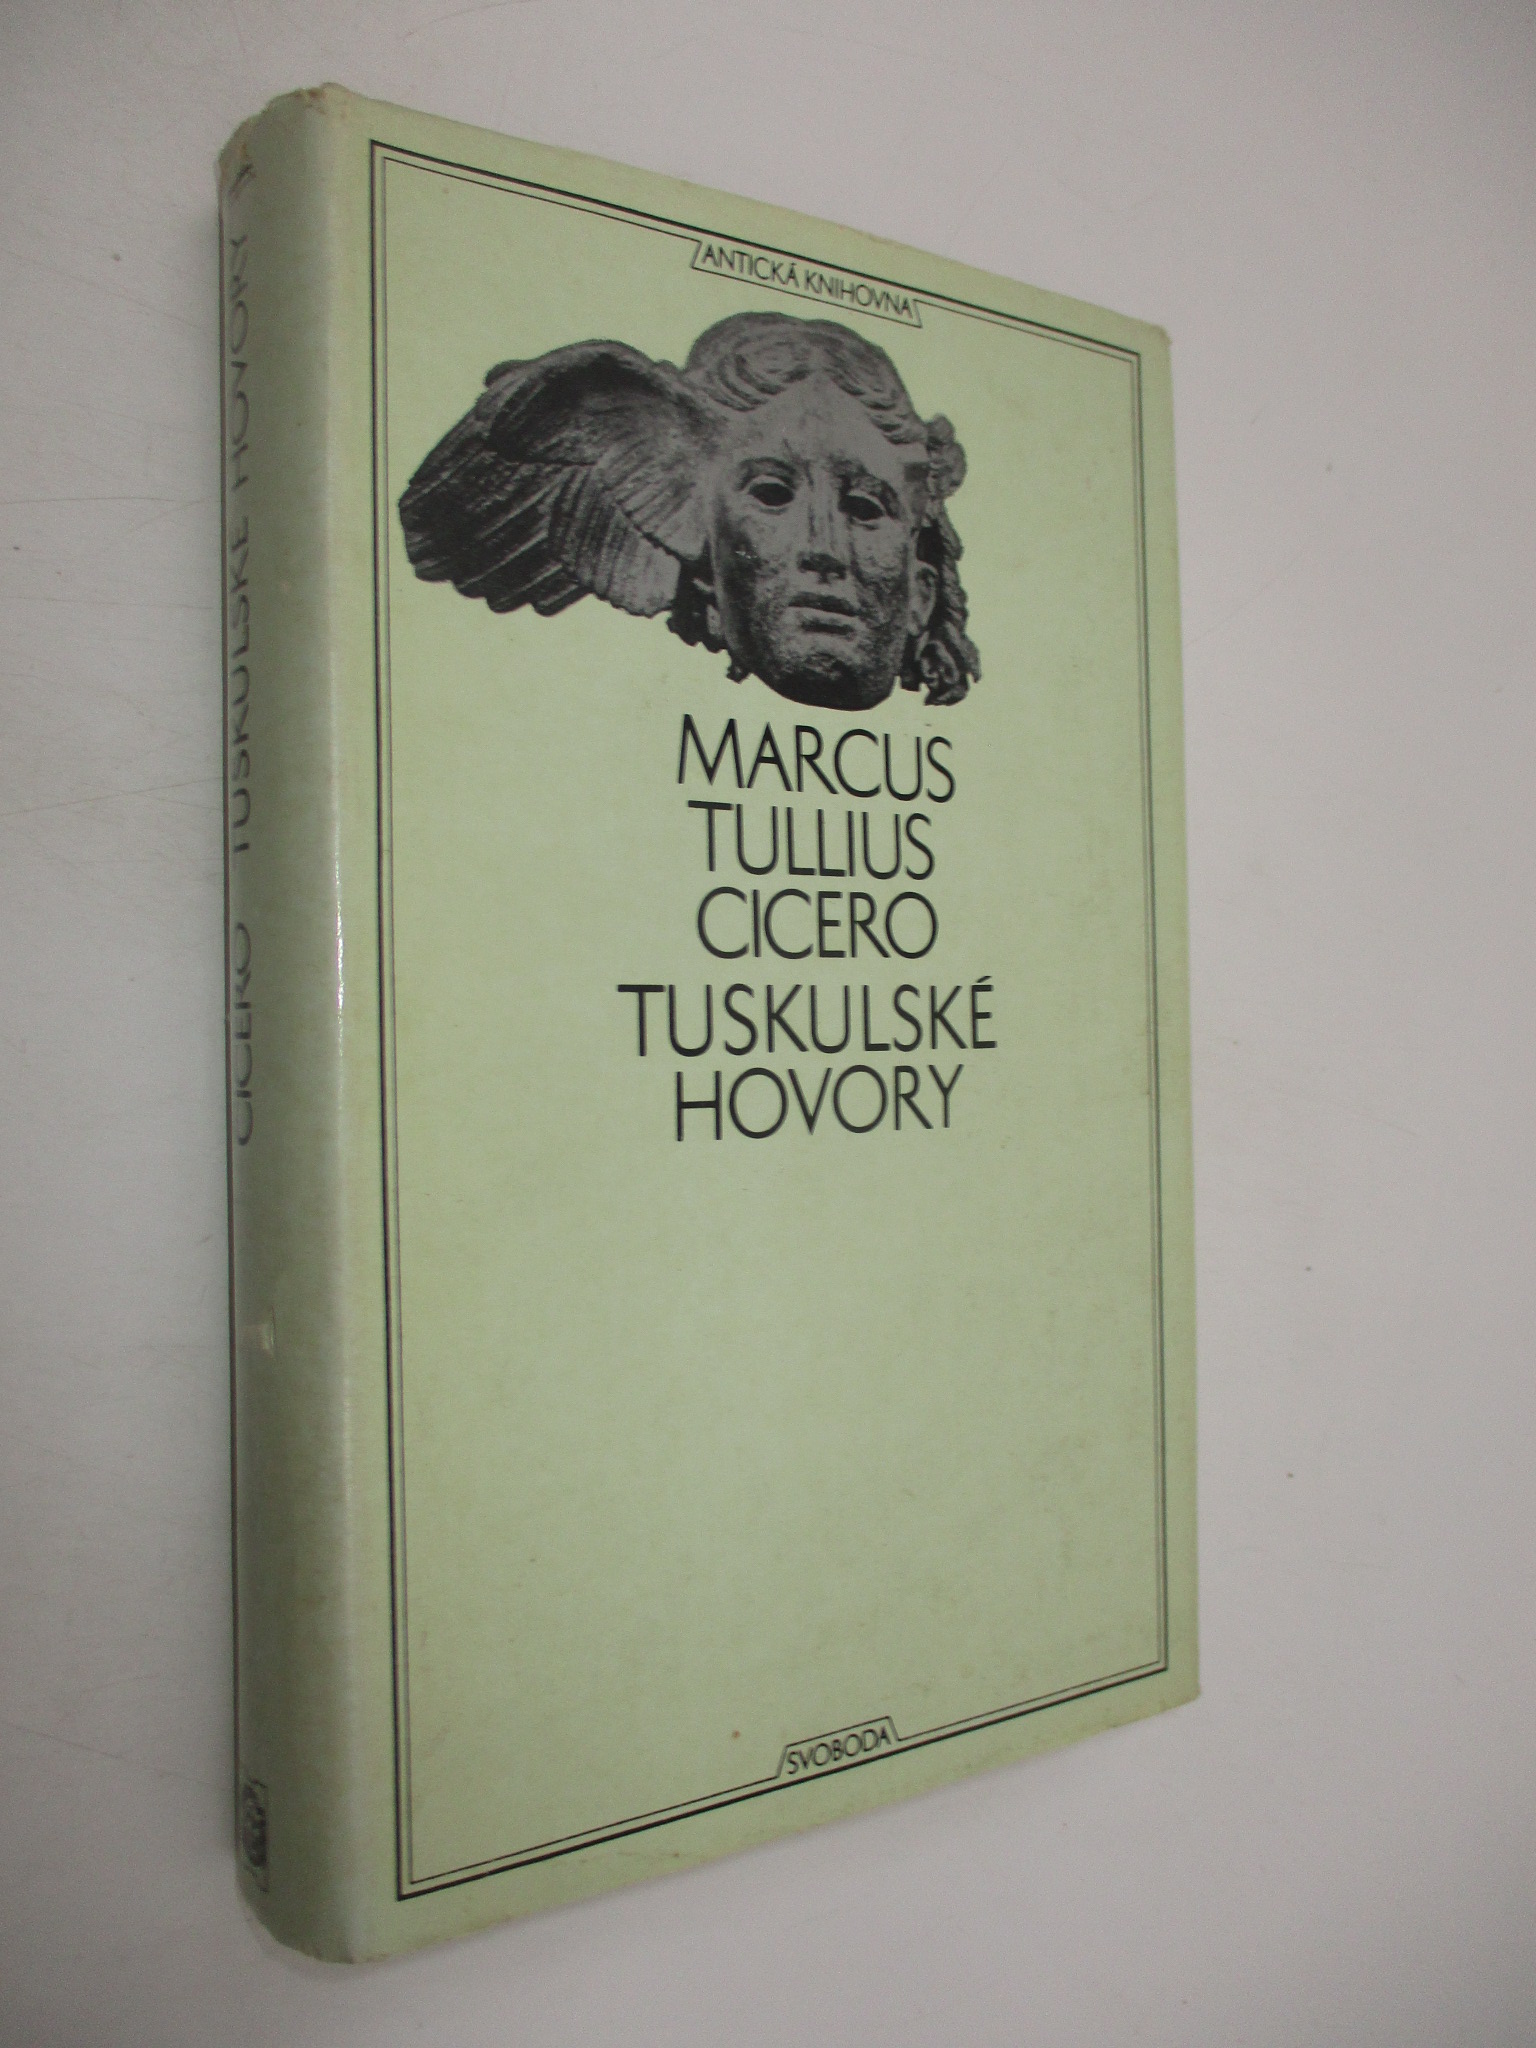 ANTICKÁ KNIHOVNA
MARCUS
TULLIUS
CICERO
TUSKULSKÉ
HOVORY
SVOBODA
CICERO TUSKULSKÉ HOVORY